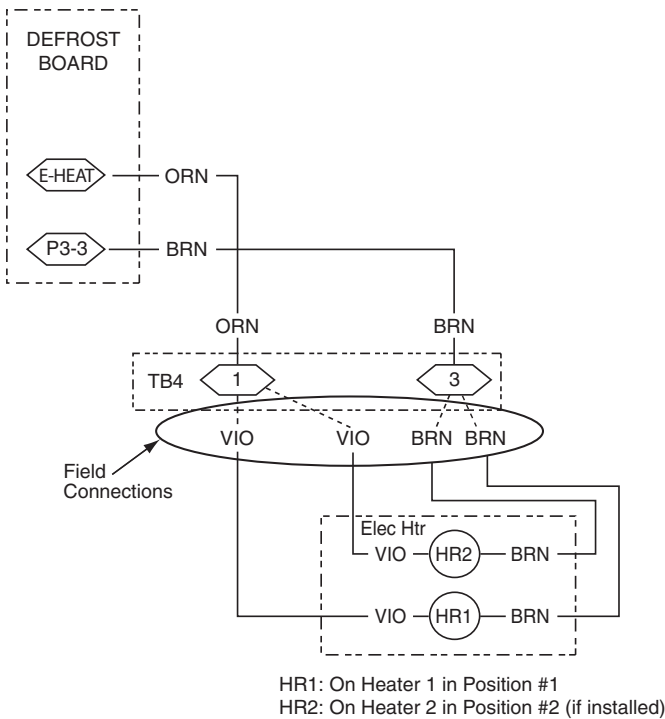 DEFROST
BOARD
E-HEAT
ORN
P3-3
BRN
ORN
BRN
TB4
1
3
VIO
VIO
BRN
BRN
Field
Connections
Elec Htr
VIO
HR2
BRN
VIO
HR1
BRN
HR1: On Heater 1 in Position #1
HR2: On Heater 2 in Position #2 (if installed)